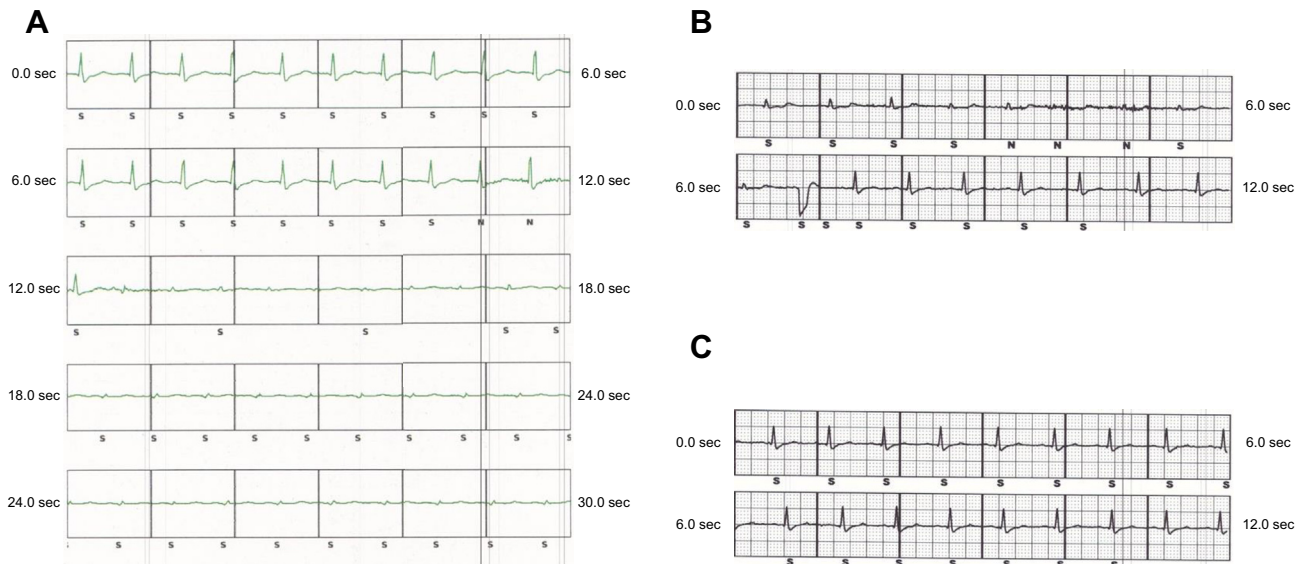 A
0.0 sec 6.0 sec
S S S S S S S S S S
6.0 sec 12.0 sec
S S S S S S S S N N
12.0 sec 18.0 sec
S S S S S
18.0 sec 24.0 sec
S S S S S S S S S S
24.0 sec 30.0 sec
S S S S S S S S S
B
0.0 sec 6.0 sec
S S S S N N N S
6.0 sec 12.0 sec
S S S S S S S S
C
0.0 sec 6.0 sec
S S S S S S S S S
6.0 sec 12.0 sec
S S S S S S S